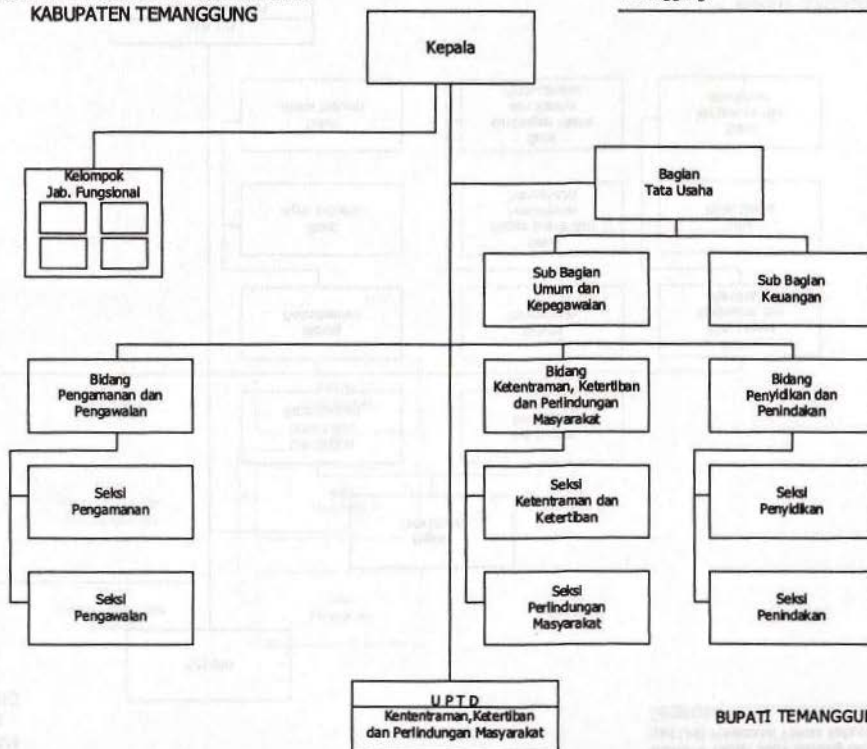 KABUPATEN TEMANGGUNG
Kepala
Kelompok
Jab. Fungsional
Bagian
Tata Usaha
Sub Bagian
Umum dan
Kepegawaian
Sub Bagian
Keuangan
Bidang
Pengamanan dan
Pengawalan
Bidang
Ketentraman, Ketertiban
dan Perlindungan
Masyarakat
Bidang
Penyidikan dan
Penindakan
Seksi
Pengamanan
Seksi
Ketentraman dan
Ketertiban
Seksi
Penyidikan
Seksi
Pengawalan
Seksi
Perlindungan
Masyarakat
Seksi
Penindakan
U P T D
Kententraman,Ketertiban
dan Perlindungan Masyarakat
BUPATI TEMANGGU